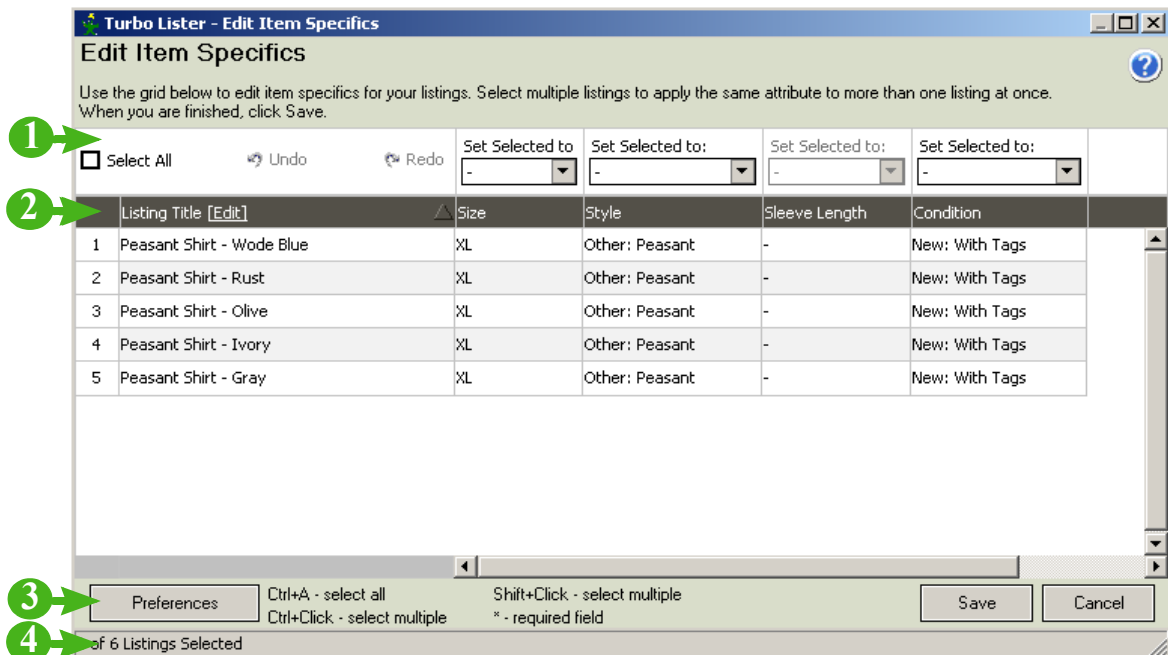 Turbo Lister - Edit Item Specifics
Edit Item Specifics
Use the grid below to edit item specifics for your listings. Select multiple listings to apply the same attribute to more than one listing at once.
When you are finished, click Save.
1
Select All Undo Redo Set Selected to Set Selected to: Set Selected to: Set Selected to:
- - - -
2 Listing Title [Edit] Size Style Sleeve Length Condition
1 Peasant Shirt - Wode Blue XL Other: Peasant - New: With Tags
2 Peasant Shirt - Rust XL Other: Peasant - New: With Tags
3 Peasant Shirt - Olive XL Other: Peasant - New: With Tags
4 Peasant Shirt - Ivory XL Other: Peasant - New: With Tags
5 Peasant Shirt - Gray XL Other: Peasant - New: With Tags
3 Preferences Ctrl+A - select all Shift+Click - select multiple Save Cancel
Ctrl+Click - select multiple * - required field
4 of 6 Listings Selected